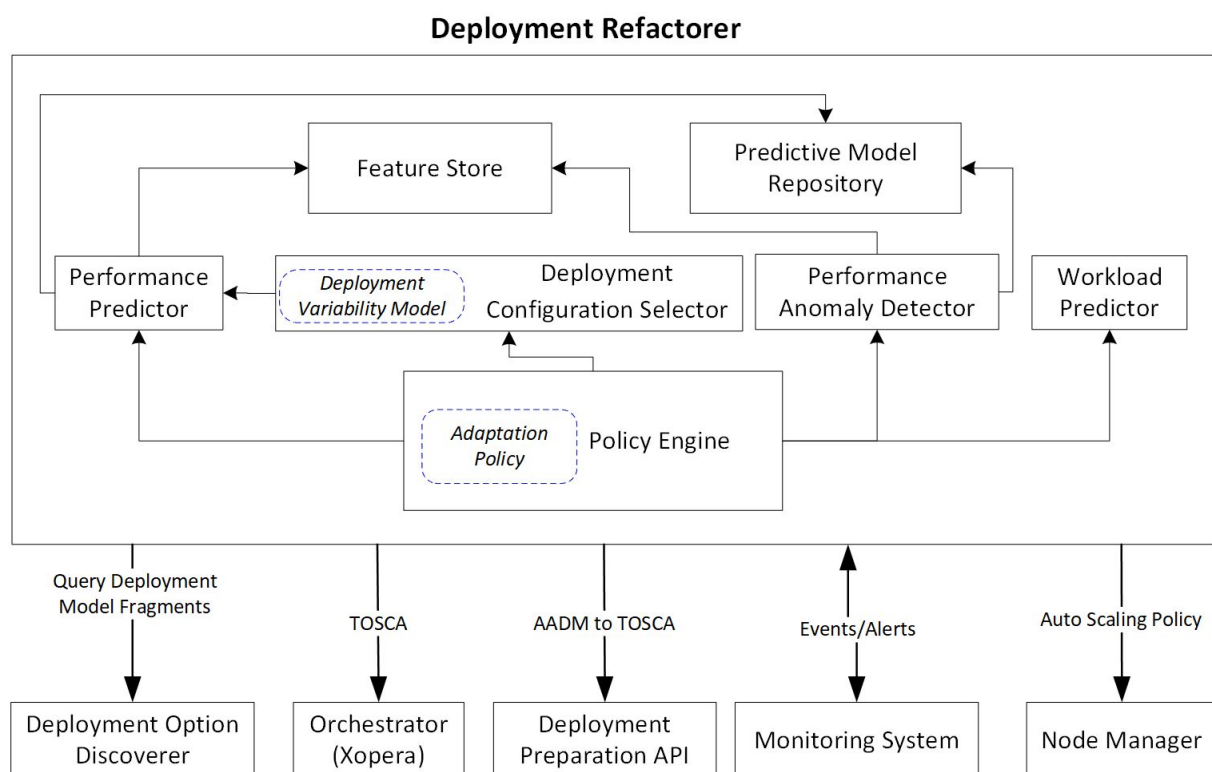 Deployment Refactorer
Feature Store
Predictive Model
Repository
Performance
Predictor
Deployment
Variability Model
Deployment
Configuration Selector
Performance
Anomaly Detector
Workload
Predictor
Adaptation
Policy
Policy Engine
Query Deployment
Model Fragments
TOSCA
AADM to TOSCA
Events/Alerts
Auto Scaling Policy
Deployment Option
Discoverer
Orchestrator
(Xopera)
Deployment
Preparation API
Monitoring System
Node Manager